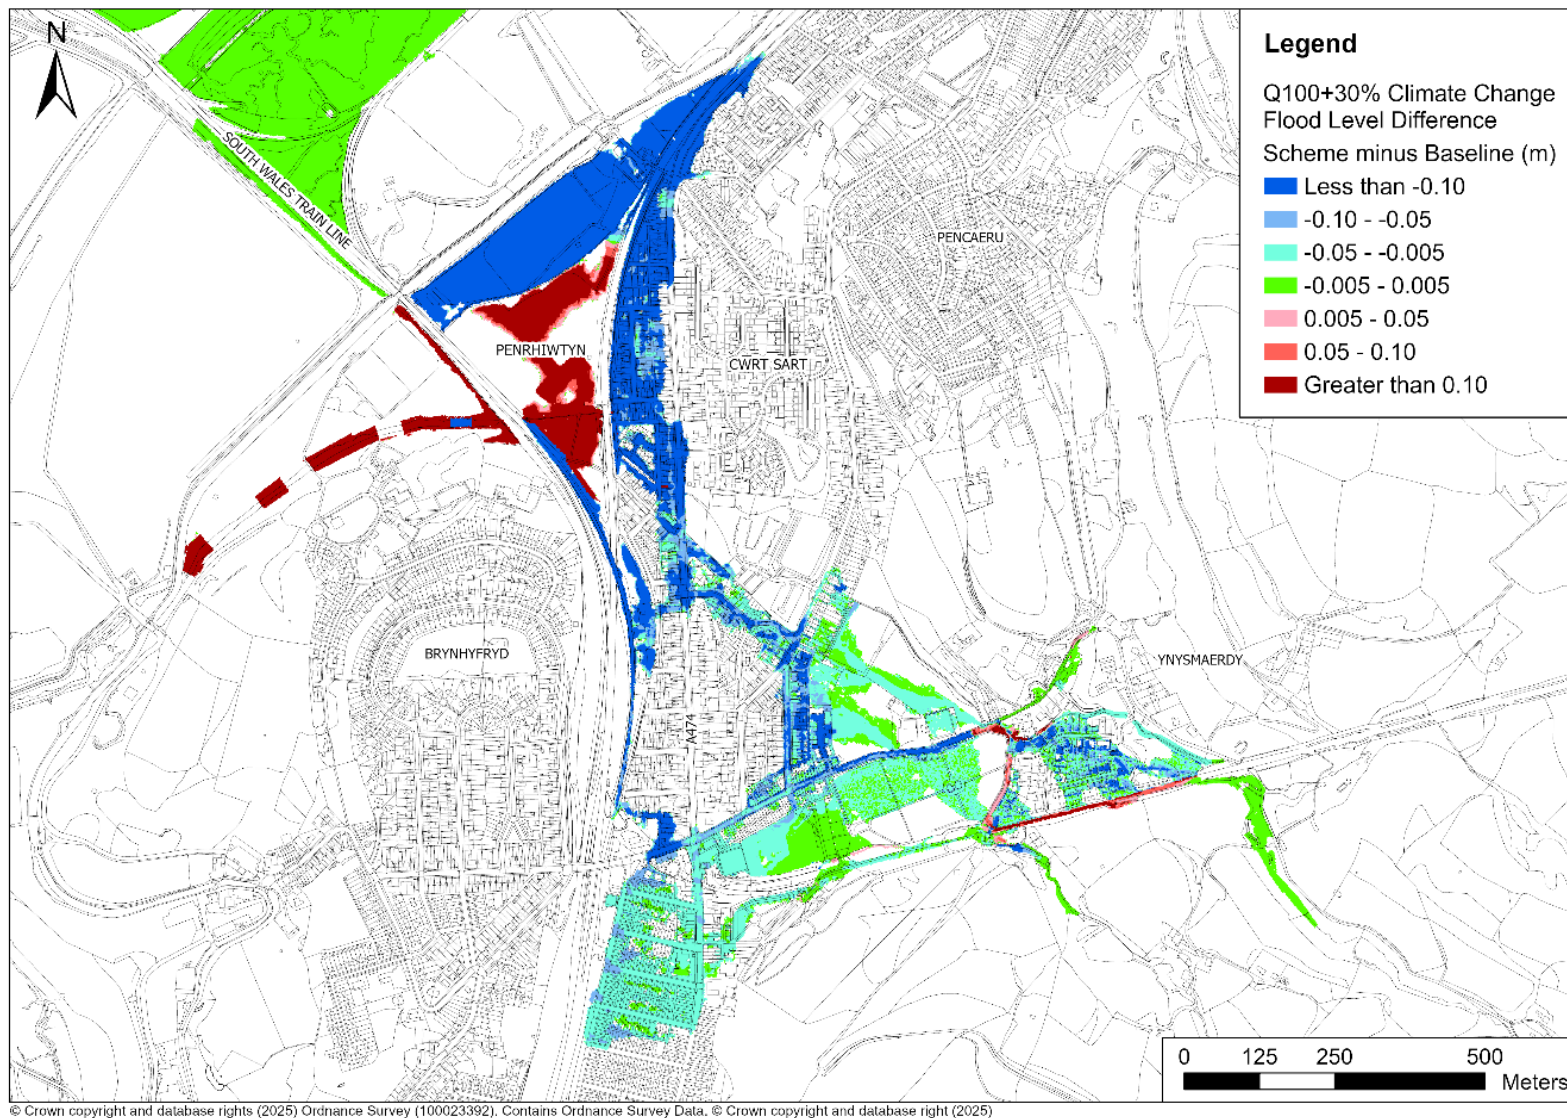 N
SOUTH WALES TRAIN LINE
PENRHIWTYN
CWRT SART
PENCAERU
BRYNHYFRYD
A474
YNYSMAERDY
Legend
Q100+30% Climate Change
Flood Level Difference
Scheme minus Baseline (m)
Less than -0.10
-0.10 - -0.05
-0.05 - -0.005
-0.005 - 0.005
0.005 - 0.05
0.05 - 0.10
Greater than 0.10
0 125 250 500
Meters
© Crown copyright and database rights (2025) Ordnance Survey (100023392). Contains Ordnance Survey Data. © Crown copyright and database right (2025)